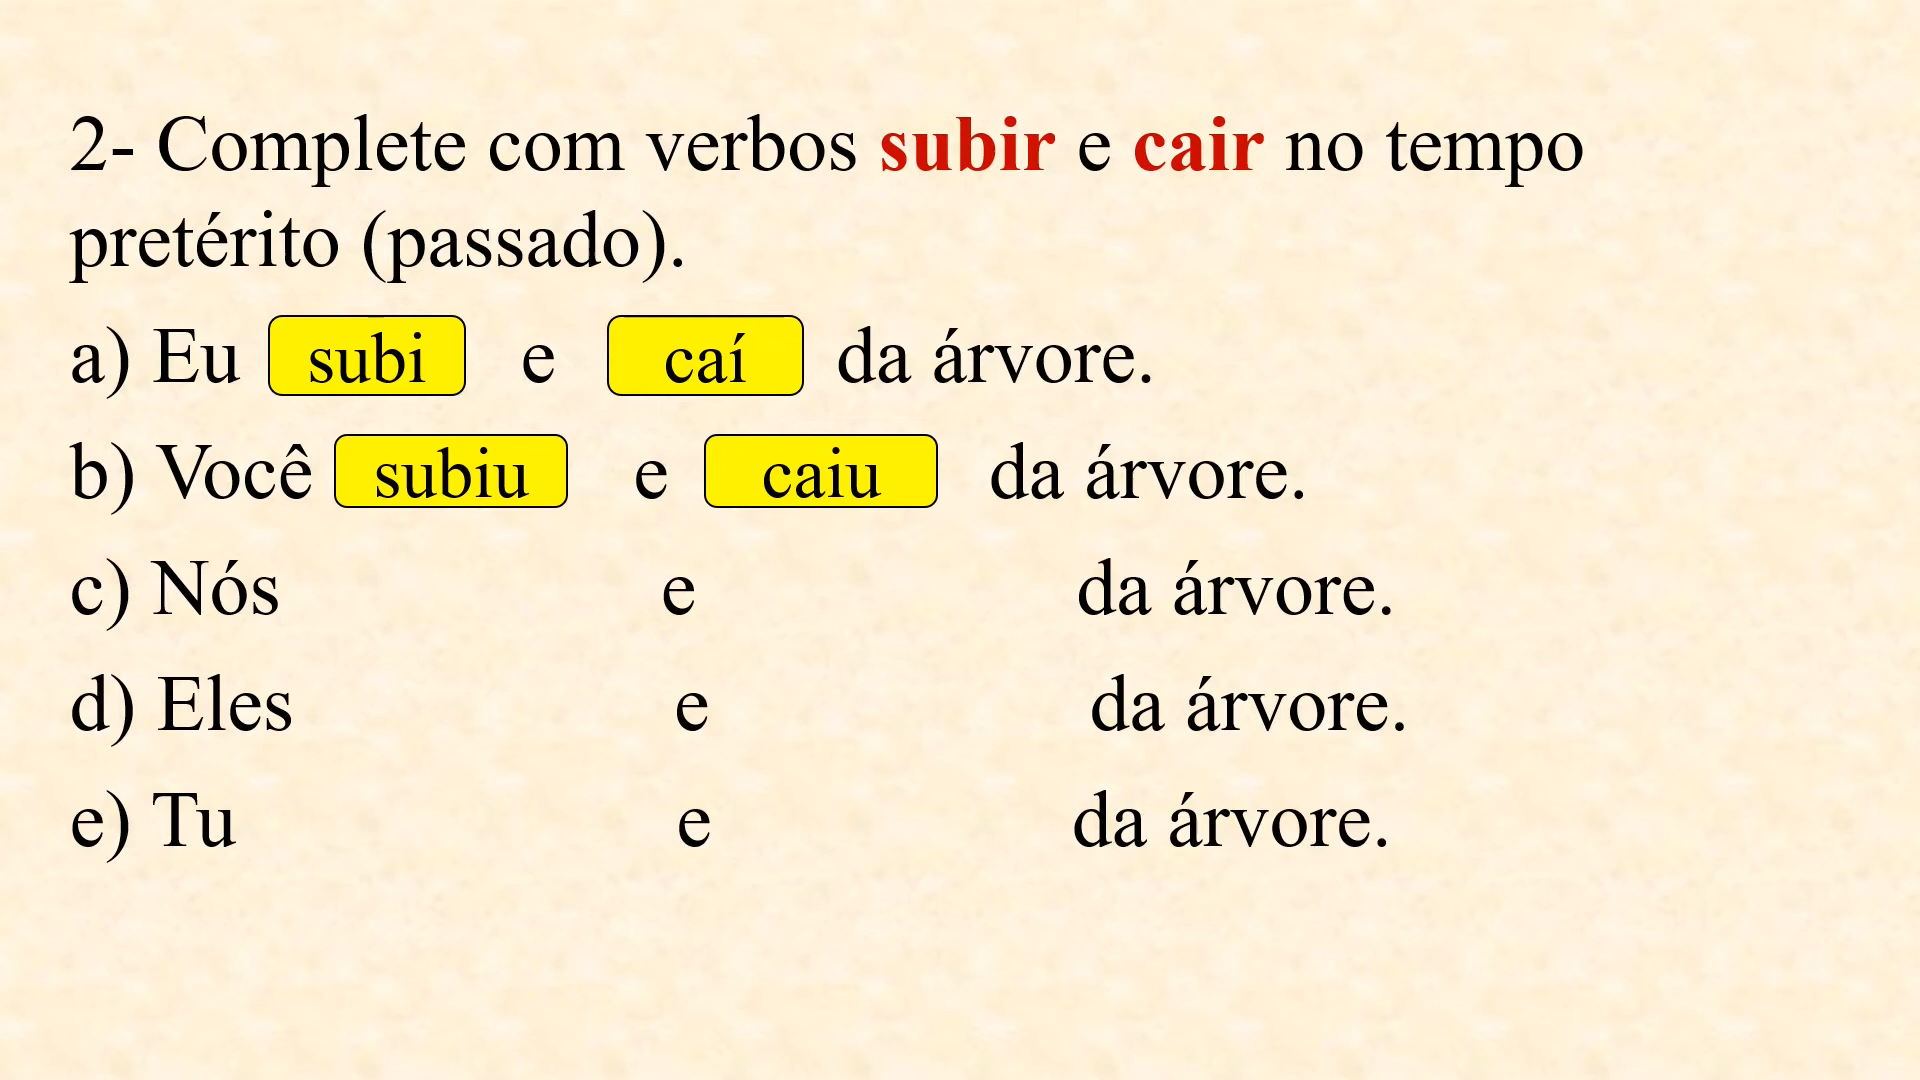 2- Complete com verbos subir e cair no tempo
pretérito (passado).
a) Eu subi e caí da árvore.
b) Você subiu e caiu da árvore.
c) Nós e da árvore.
d) Eles e da árvore.
e) Tu e da árvore.